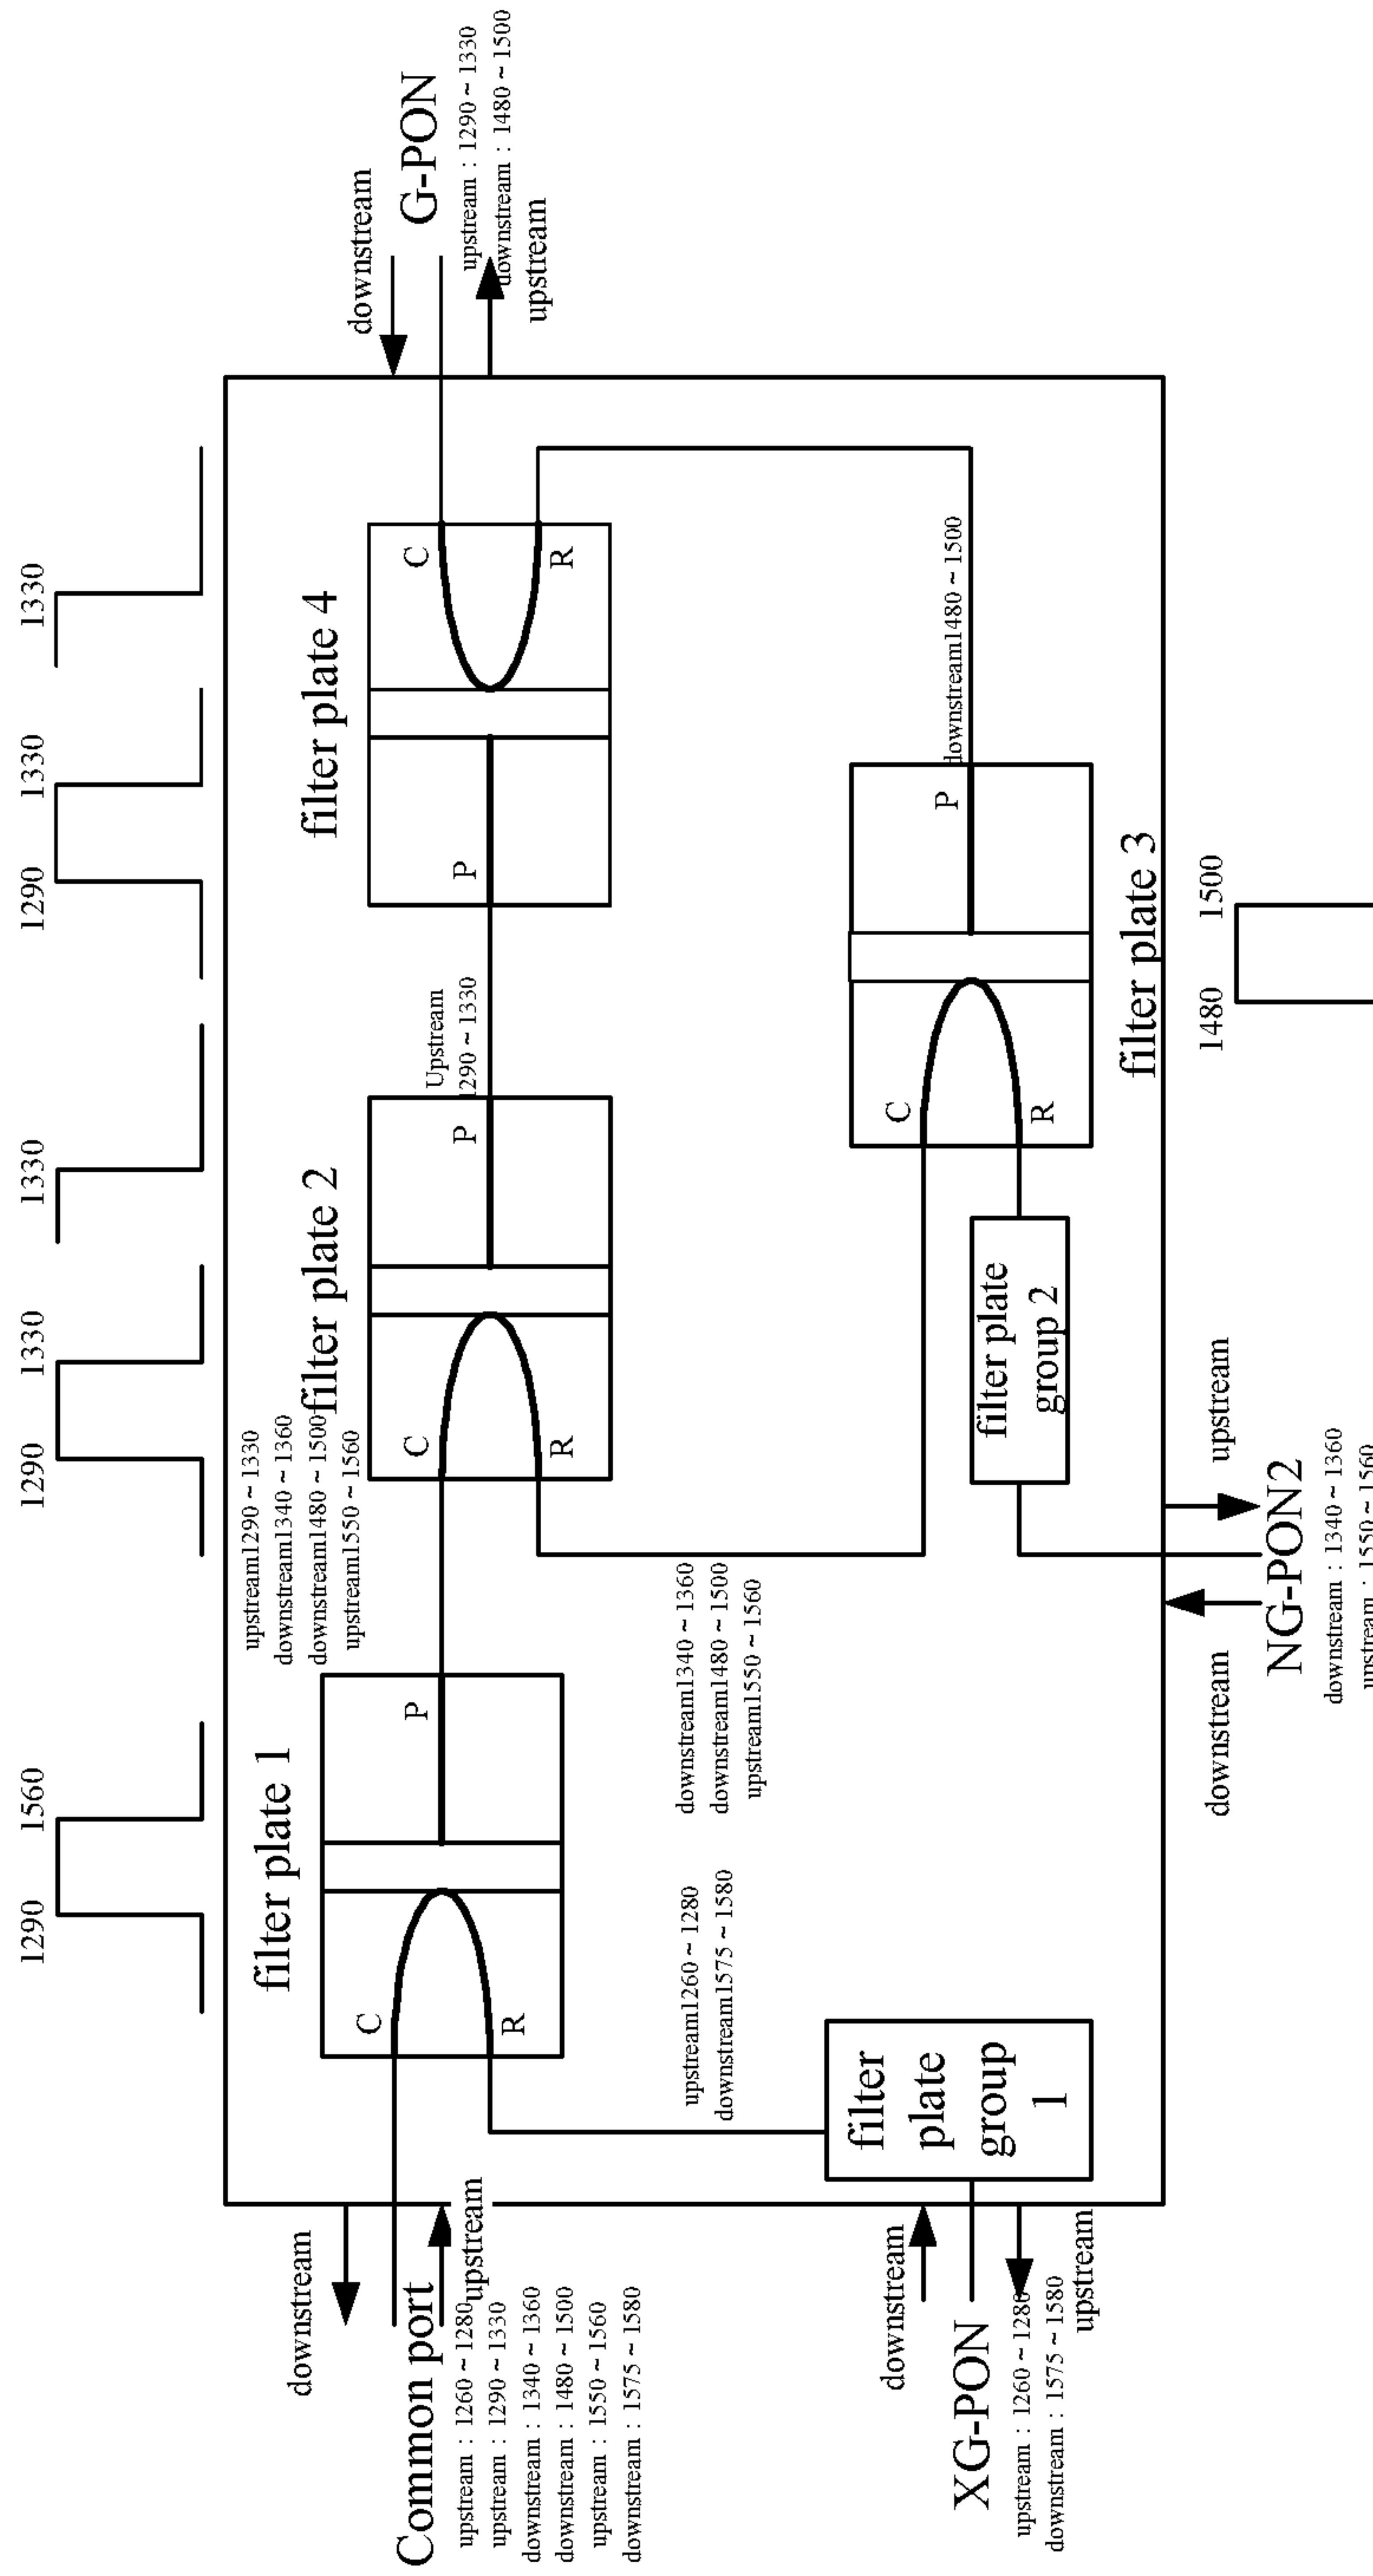 1290 1560 1290 1330 1330 1290 1330 1330
filter plate 1
filter plate 2
filter plate 4
upstream1290 ~ 1330
downstream1340 ~ 1360
downstream1480 ~ 1500
upstream1550 ~ 1560
downstream
downstream
C
P
C
P
P
C
R
R
R
Upstream
1290 ~ 1330
G-PON
upstream : 1290 ~ 1330
downstream : 1480 ~ 1500
upstream
Common port
upstream
upstream : 1260 ~ 1280
upstream : 1290 ~ 1330
downstream : 1340 ~ 1360
downstream : 1480 ~ 1500
upstream : 1550 ~ 1560
downstream : 1575 ~ 1580
upstream1260 ~ 1280
downstream1575 ~ 1580
downstream1340 ~ 1360
downstream1480 ~ 1500
upstream1550 ~ 1560
downstream
XG-PON
upstream : 1260 ~ 1280
downstream : 1575 ~ 1580
upstream
filter
plate
group
1
C
P
R
downstream1480 ~ 1500
filter plate
group 2
filter plate 3
downstream
upstream
1480 1500
NG-PON2
downstream : 1340 ~ 1360
upstream : 1550 ~ 1560